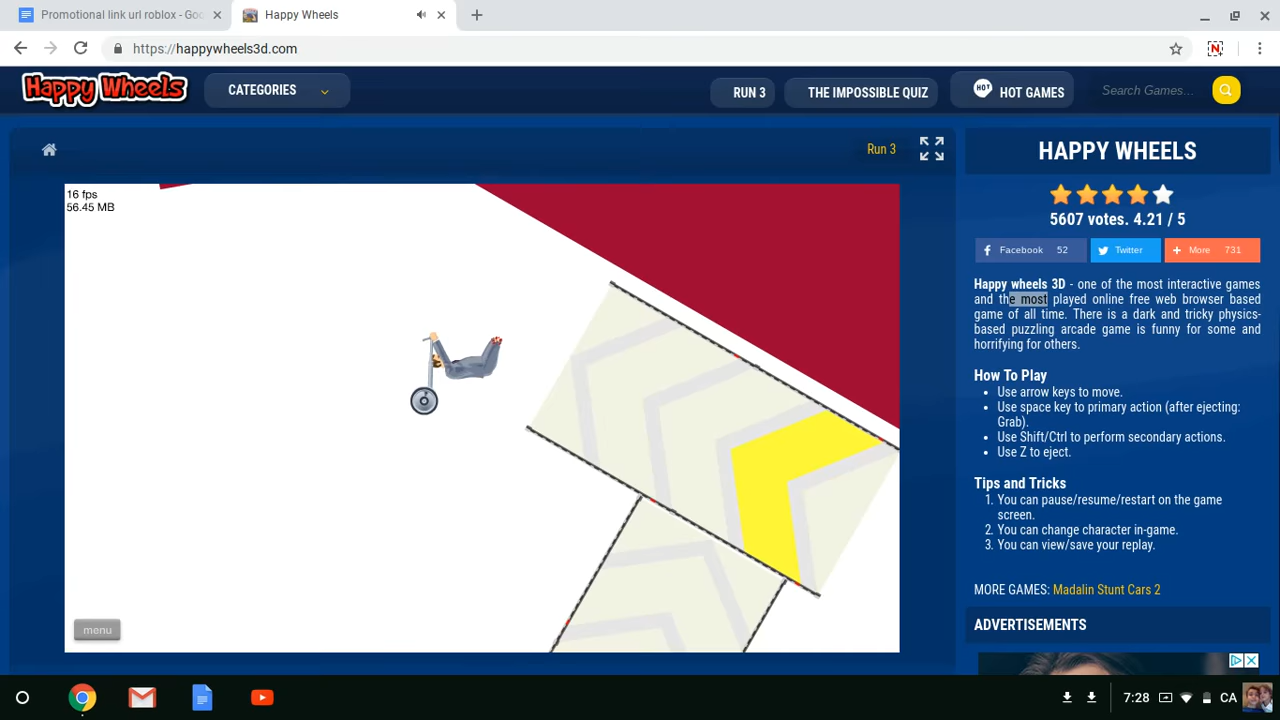 Promotional link url roblox - Goo
Happy Wheels
https://happywheels3d.com
Happy Wheels
CATEGORIES
RUN 3
THE IMPOSSIBLE QUIZ
HOT
HOT GAMES
Search Games...
Run 3
16 fps
56.45 MB
menu
HAPPY WHEELS
5607 votes. 4.21 / 5
Facebook 52
Twitter
More 731
Happy wheels 3D - one of the most interactive games
and the most played online free web browser based
game of all time. There is a dark and tricky physics-
based puzzling arcade game is funny for some and
horrifying for others.
How To Play
Use arrow keys to move.
Use space key to primary action (after ejecting:
Grab).
Use Shift/Ctrl to perform secondary actions.
Use Z to eject.
Tips and Tricks
1. You can pause/resume/restart on the game
screen.
2. You can change character in-game.
3. You can view/save your replay.
MORE GAMES: Madalin Stunt Cars 2
ADVERTISEMENTS
7:28
CA